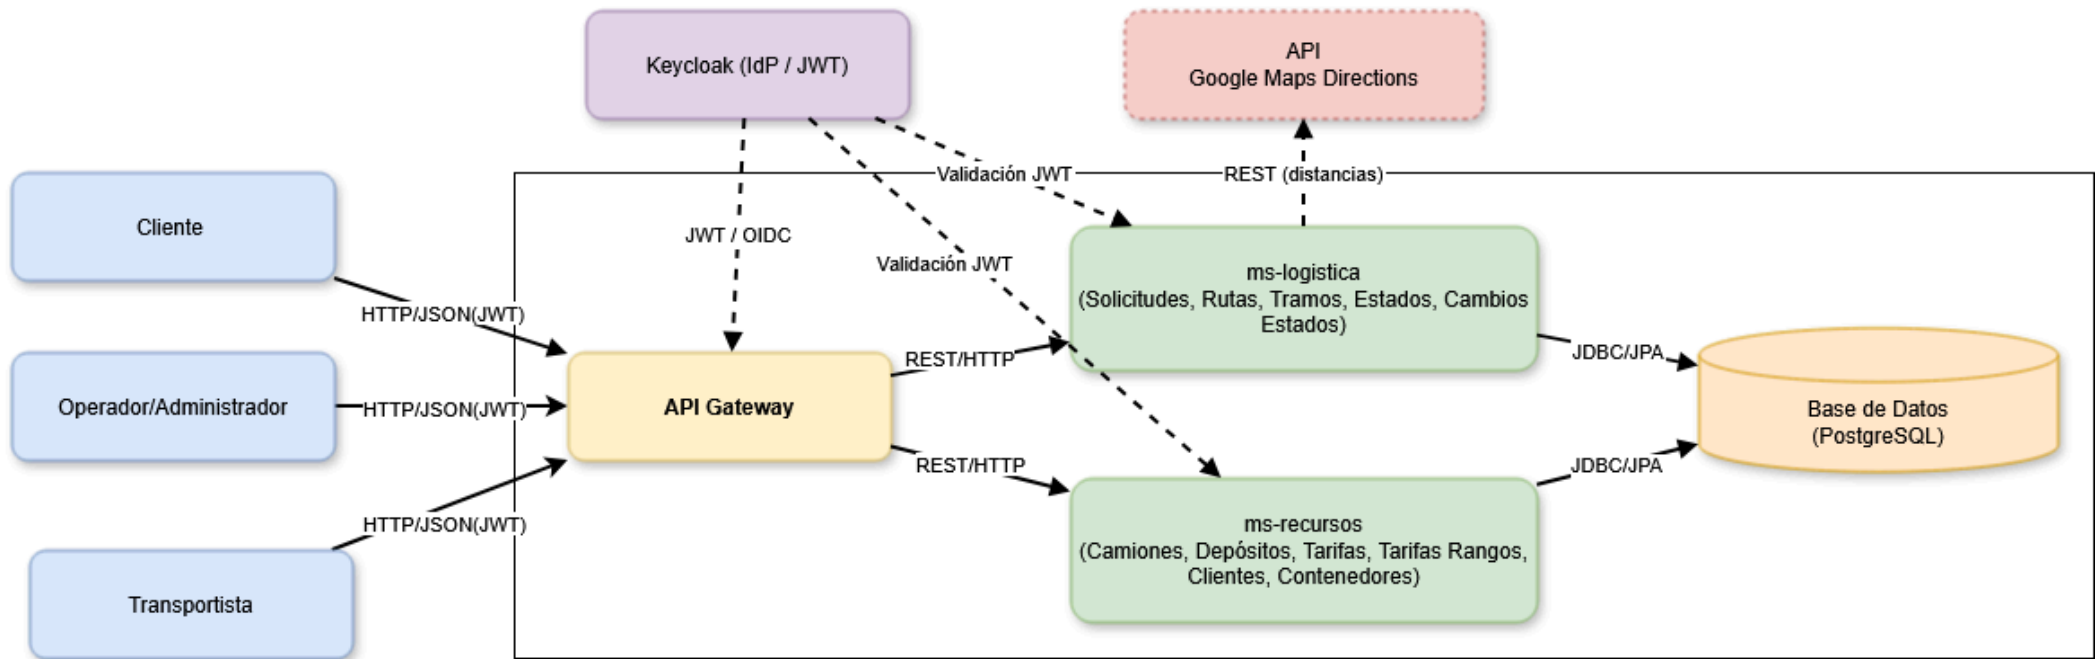 Keycloak (IdP / JWT)
API
Google Maps Directions
Validación JWT
REST (distancias)
Cliente
JWT / OIDC
Validación JWT
ms-logistica
(Solicitudes, Rutas, Tramos, Estados, Cambios
Estados)
HTTP/JSON(JWT)
REST/HTTP
JDBC/JPA
Operador/Administrador
HTTP/JSON(JWT)
API Gateway
Base de Datos
(PostgreSQL)
REST/HTTP
JDBC/JPA
HTTP/JSON(JWT)
ms-recursos
(Camiones, Depósitos, Tarifas, Tarifas Rangos,
Clientes, Contenedores)
Transportista